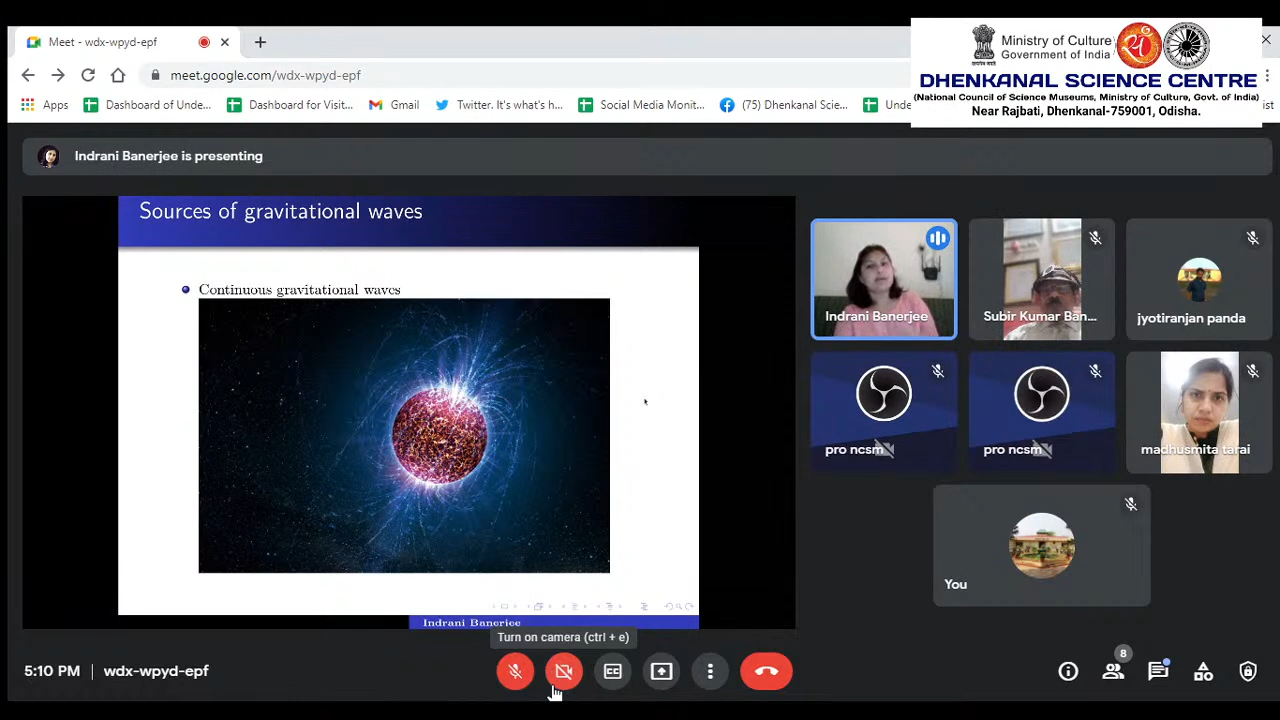 Meet - wdx-wpyd-epf
Ministry of Culture
Government of India
DHENKANAL SCIENCE CENTRE
(National Council of Science Museums, Ministry of Culture, Govt. of India)
Near Rajbati, Dhenkanal-759001, Odisha.
meet.google.com/wdx-wpyd-epf
Apps
Dashboard of Unde...
Dashboard for Visit...
Gmail
Twitter. It's what's h...
Social Media Monit...
(75) Dhenkanal Scie...
Indrani Banerjee is presenting
Sources of gravitational waves
Continuous gravitational waves
Indrani Banerjee
Indrani Banerjee
Subir Kumar Ban...
jyotiranjan panda
pro ncsm
pro ncsm
madhusmita tarai
You
Turn on camera (ctrl + e)
5:10 PM | wdx-wpyd-epf
CC
8